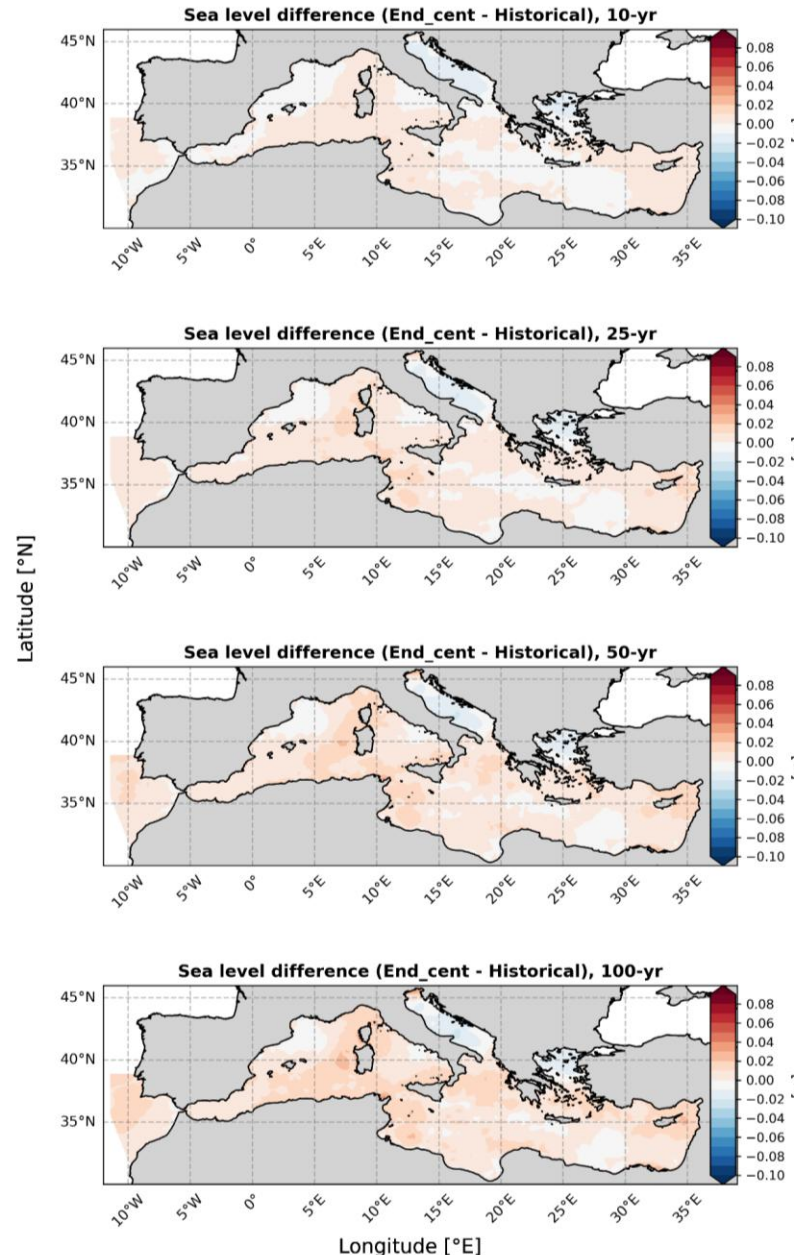 Sea level difference (End_cent - Historical), 10-yr
45°N
40°N
35°N
0.08
0.06
0.04
0.02
0.00
−0.02
−0.04
−0.06
−0.08
−0.10
10°W
5°W
0°
5°E
10°E
15°E
20°E
25°E
30°E
35°E
Sea level difference (End_cent - Historical), 25-yr
45°N
40°N
35°N
0.08
0.06
0.04
0.02
0.00
−0.02
−0.04
−0.06
−0.08
−0.10
10°W
5°W
0°
5°E
10°E
15°E
20°E
25°E
30°E
35°E
Latitude [°N]
Sea level difference (End_cent - Historical), 50-yr
45°N
40°N
35°N
0.08
0.06
0.04
0.02
0.00
−0.02
−0.04
−0.06
−0.08
−0.10
10°W
5°W
0°
5°E
10°E
15°E
20°E
25°E
30°E
35°E
Sea level difference (End_cent - Historical), 100-yr
45°N
40°N
35°N
0.08
0.06
0.04
0.02
0.00
−0.02
−0.04
−0.06
−0.08
−0.10
10°W
5°W
0°
5°E
10°E
15°E
20°E
25°E
30°E
35°E
Longitude [°E]